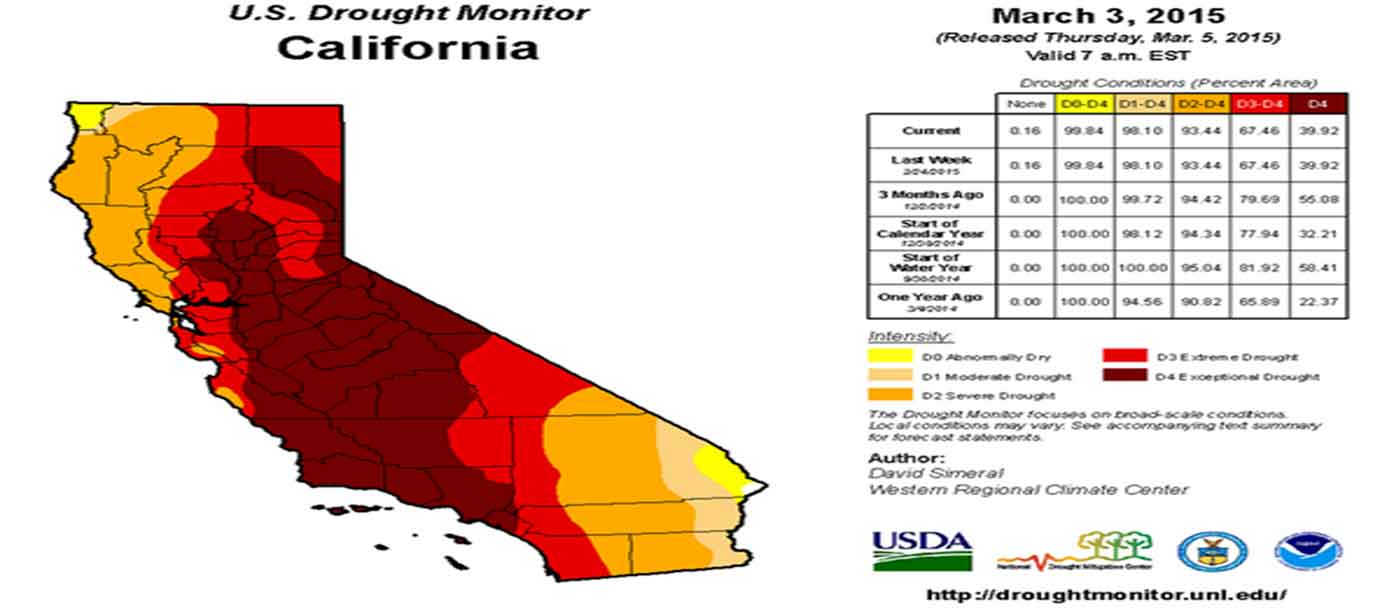 U.S. Drought Monitor
California
March 3, 2015
(Released Thursday, Mar. 5, 2015)
Valid 7 a.m. EST
Drought Conditions (Percent Area)
None D0-D4 D1-D4 D2-D4 D3-D4 D4
Current 0.16 99.84 98.10 93.44 67.46 39.92
Last Week 0.16 99.84 98.10 93.44 67.46 39.92
2/24/2015
3 Months Ago 0.00 100.00 99.72 94.42 79.69 55.08
12/2/2014
Start of
Calendar Year 0.00 100.00 98.12 94.34 77.94 32.21
12/30/2014
Start of
Water Year 0.00 100.00 100.00 95.04 81.92 58.41
9/30/2014
One Year Ago 0.00 100.00 94.56 90.82 65.89 22.37
3/4/2014
Intensity:
D0 Abnormally Dry
D1 Moderate Drought
D2 Severe Drought
D3 Extreme Drought
D4 Exceptional Drought
The Drought Monitor focuses on broad-scale conditions.
Local conditions may vary. See accompanying text summary
for forecast statements.
Author:
David Simeral
Western Regional Climate Center
USDA
National Drought Mitigation Center
http://droughtmonitor.unl.edu/